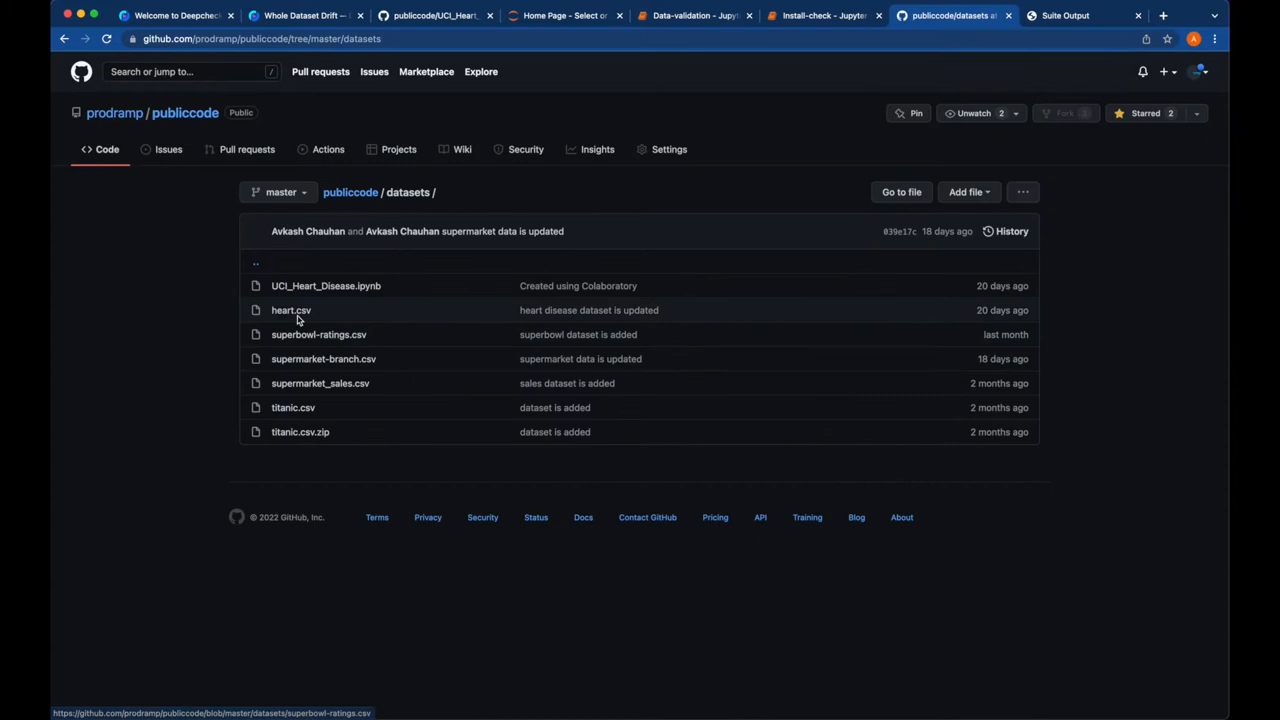 Welcome to Deepcheck
Whole Dataset Drift —
publiccode/UCI_Heart_
Home Page - Select or
Data-validation - Jupyte
Install-check - Jupyter
publiccode/datasets at
Suite Output
github.com/prodramp/publiccode/tree/master/datasets
A
Search or jump to... /
Pull requests Issues Marketplace Explore
prodramp / publiccode Public
Pin
Unwatch 2
Fork
Starred 2
<> Code
Issues
Pull requests
Actions
Projects
Wiki
Security
Insights
Settings
master
publiccode / datasets /
Go to file
Add file
...
Avkash Chauhan and Avkash Chauhan supermarket data is updated 039e17c 18 days ago History
..
UCI_Heart_Disease.ipynb Created using Colaboratory 20 days ago
heart.csv heart disease dataset is updated 20 days ago
superbowl-ratings.csv superbowl dataset is added last month
supermarket-branch.csv supermarket data is updated 18 days ago
supermarket_sales.csv sales dataset is added 2 months ago
titanic.csv dataset is added 2 months ago
titanic.csv.zip dataset is added 2 months ago
© 2022 GitHub, Inc. Terms Privacy Security Status Docs Contact GitHub Pricing API Training Blog About
https://github.com/prodramp/publiccode/blob/master/datasets/superbowl-ratings.csv